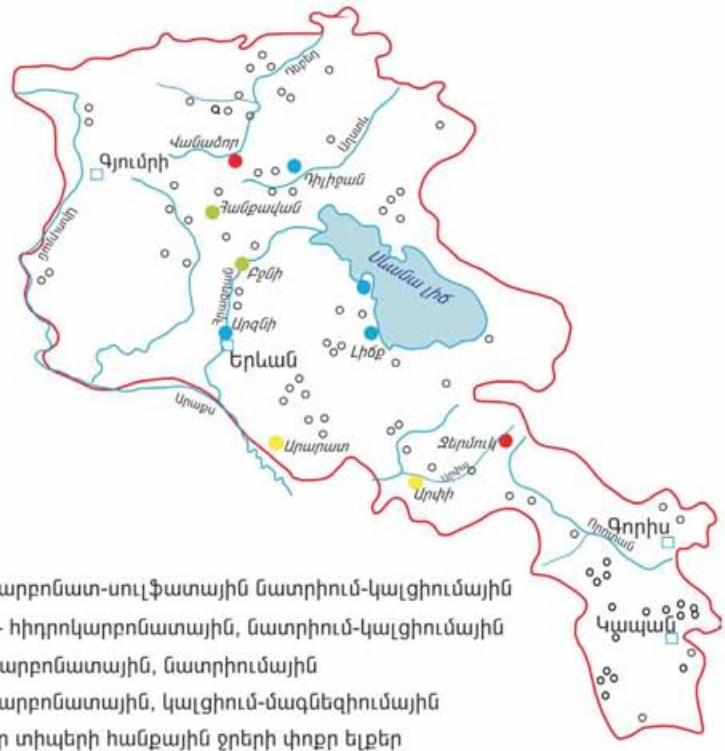 Դեբեդ
Աղստև
Վանաձոր
Գյումրի
Դիլիջան
Հանքավան
Ախուրյան
Սևանա լիճ
Բջնի
Հրազդան
Արզնի
Երևան
Լիճք
Արաքս
Արարատ
Ջերմուկ
Արփա
Արփի
Գորիս
Որոտան
Կապան
արբոնատ-սուլֆատային նատրիում-կալցիումային
- հիդրոկարբոնատային, նատրիում-կալցիումային
արբոնատային, նատրիումային
արբոնատային, կալցիում-մագնեզիումային
ր տիպերի հանքային ջրերի փոքր ելքեր